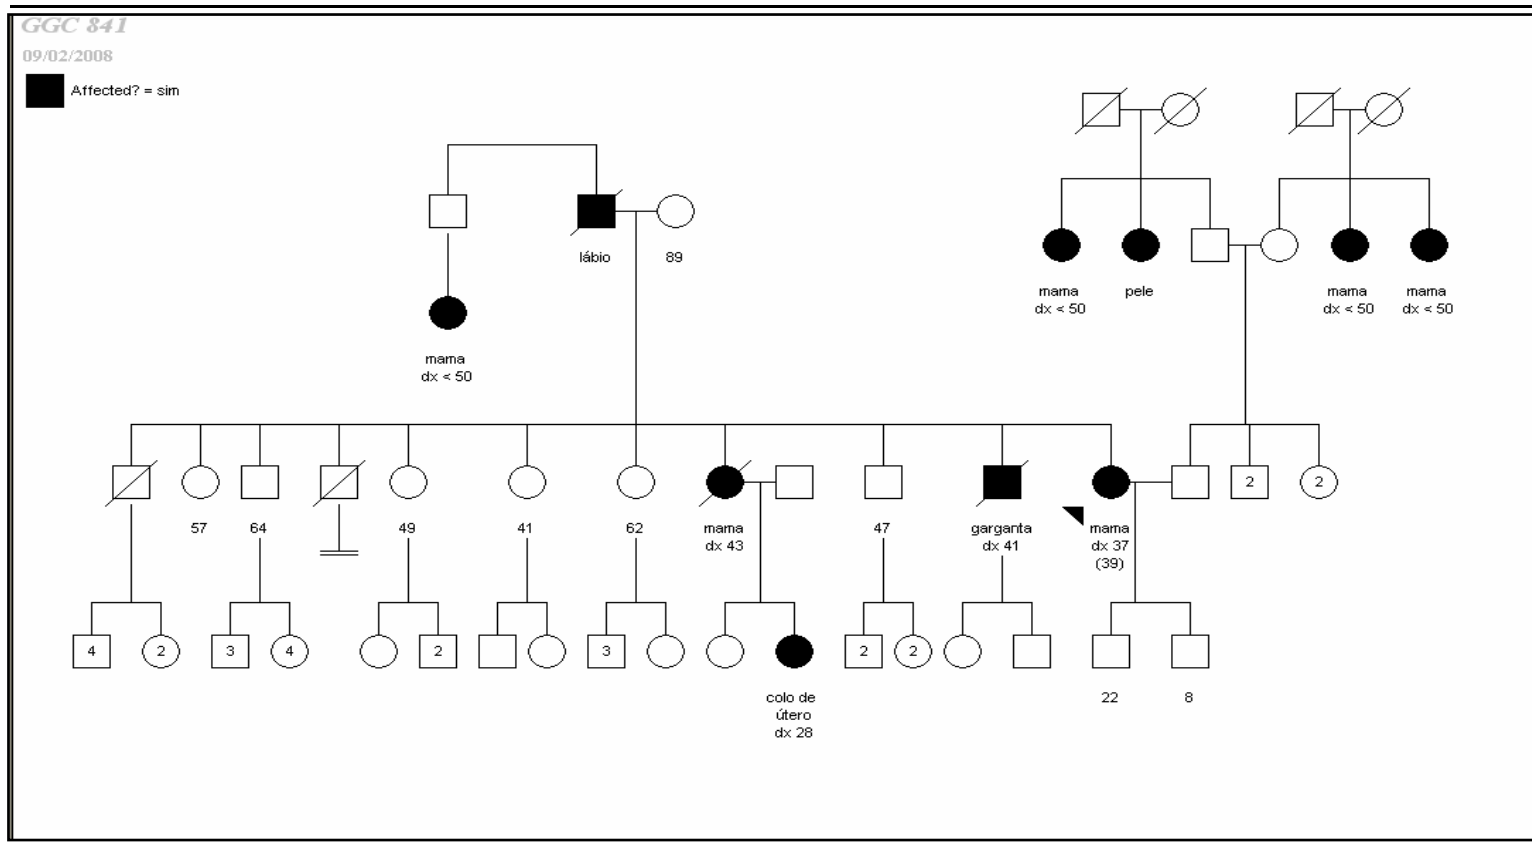 GGC 841
09/02/2008
Affected? = sim
lábio
89
mama
dx < 50
pele
mama
dx < 50
mama
dx < 50
mama
dx < 50
2
2
57
64
49
41
62
mama
dx 43
47
garganta
dx 41
mama
dx 37
(39)
4
2
3
4
2
3
2
2
colo de
útero
dx 28
22
8